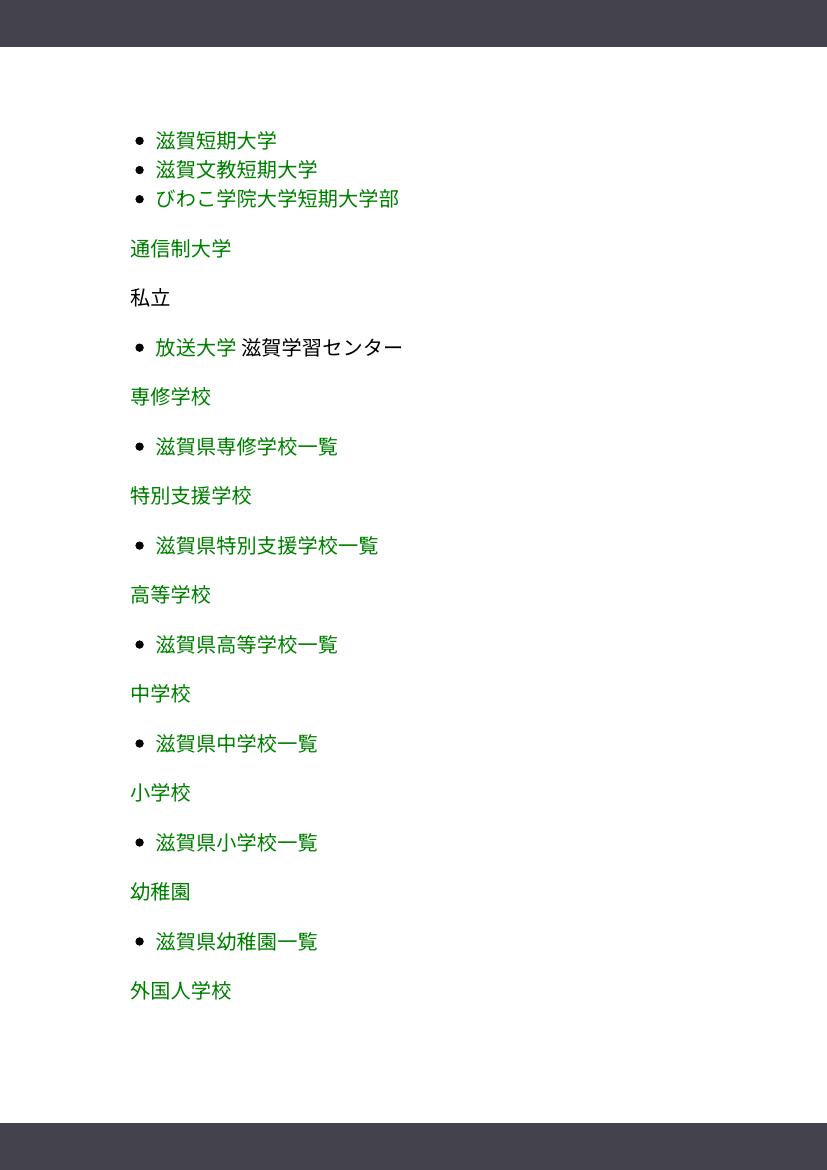 滋賀短期大学
滋賀文教短期大学
びわこ学院大学短期大学部
通信制大学
私立
放送大学 滋賀学習センター
専修学校
滋賀県専修学校一覧
特別支援学校
滋賀県特別支援学校一覧
高等学校
滋賀県高等学校一覧
中学校
滋賀県中学校一覧
小学校
滋賀県小学校一覧
幼稚園
滋賀県幼稚園一覧
外国人学校